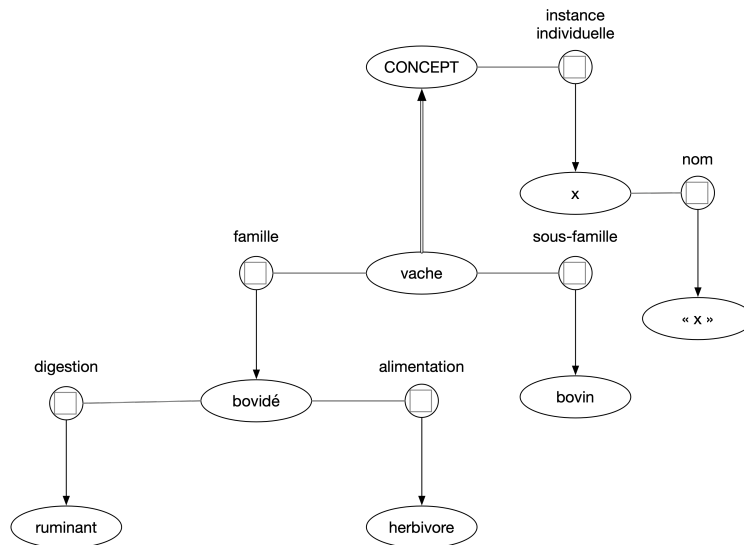 instance
individuelle
CONCEPT
x
nom
famille
sous-famille
vache
« x »
digestion
alimentation
bovidé
bovin
ruminant
herbivore